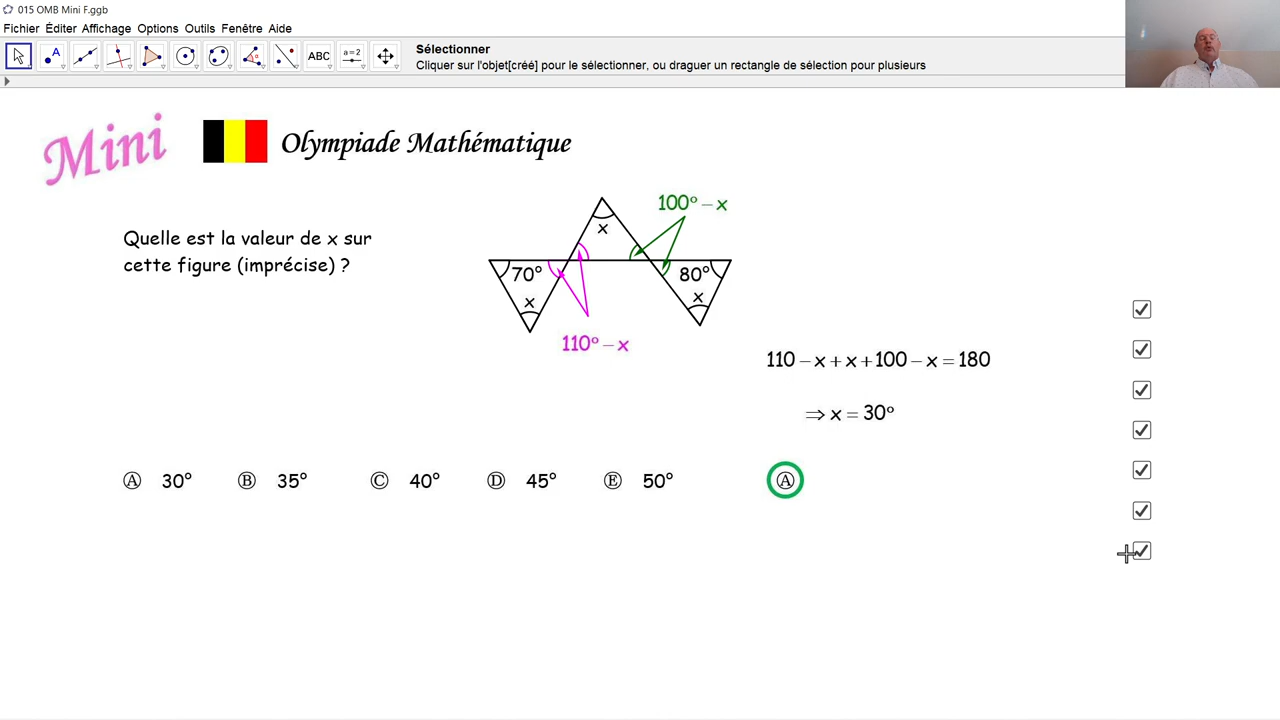 015 OMB Mini F.ggb
Fichier Éditer Affichage Options Outils Fenêtre Aide
A ABC a=2
Sélectionner
Cliquer sur l'objet[créé] pour le sélectionner, ou draguer un rectangle de sélection pour plusieurs
Mini
Olympiade Mathématique
100° – x
x
Quelle est la valeur de x sur
cette figure (imprécise) ?
70° 80°
x x
110° – x
110 – x + x + 100 – x = 180
⇒ x = 30°
Ⓐ 30° Ⓑ 35° Ⓒ 40° Ⓓ 45° Ⓔ 50° Ⓐ